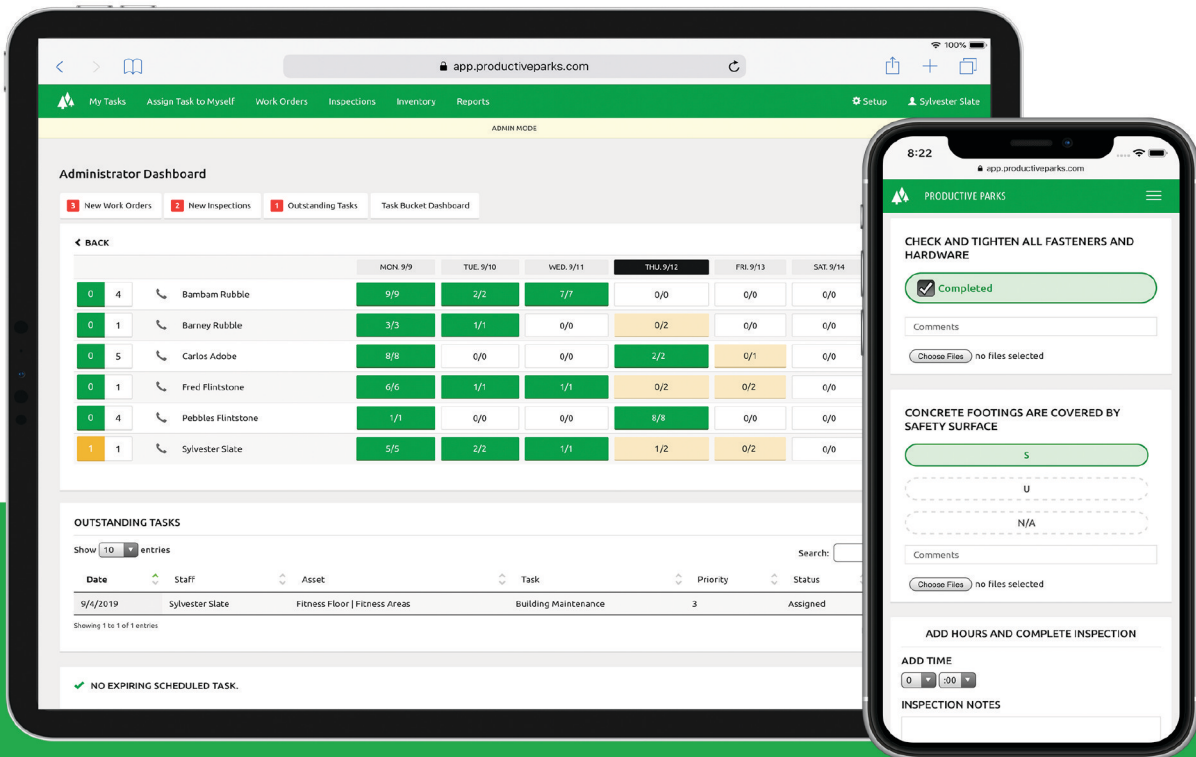 100%
app.productiveparks.com
My Tasks Assign Task to Myself Work Orders Inspections Inventory Reports Setup Sylvester Slate
ADMIN MODE
Administrator Dashboard
3 New Work Orders 2 New Inspections 1 Outstanding Tasks Task Bucket Dashboard
BACK
MON. 9/9 TUE. 9/10 WED. 9/11 THU. 9/12 FRI. 9/13 SAT. 9/14
0 4 Bambam Rubble 9/9 2/2 7/7 0/0 0/0 0/0
0 1 Barney Rubble 3/3 1/1 0/0 0/2 0/0 0/0
0 5 Carlos Adobe 8/8 0/0 0/0 2/2 0/1 0/0
0 1 Fred Flintstone 6/6 1/1 1/1 0/2 0/2 0/0
0 4 Pebbles Flintstone 1/1 0/0 0/0 8/8 0/0 0/0
1 1 Sylvester Slate 5/5 2/2 1/1 1/2 0/2 0/0
OUTSTANDING TASKS
Show 10 entries
Search:
Date Staff Asset Task Priority Status
9/4/2019 Sylvester Slate Fitness Floor | Fitness Areas Building Maintenance 3 Assigned
Showing 1 to 1 of 1 entries
NO EXPIRING SCHEDULED TASK.
8:22
app.productiveparks.com
PRODUCTIVE PARKS
CHECK AND TIGHTEN ALL FASTENERS AND
HARDWARE
Completed
Comments
Choose Files no files selected
CONCRETE FOOTINGS ARE COVERED BY
SAFETY SURFACE
S
U
N/A
Comments
Choose Files no files selected
ADD HOURS AND COMPLETE INSPECTION
ADD TIME
0 :00
INSPECTION NOTES